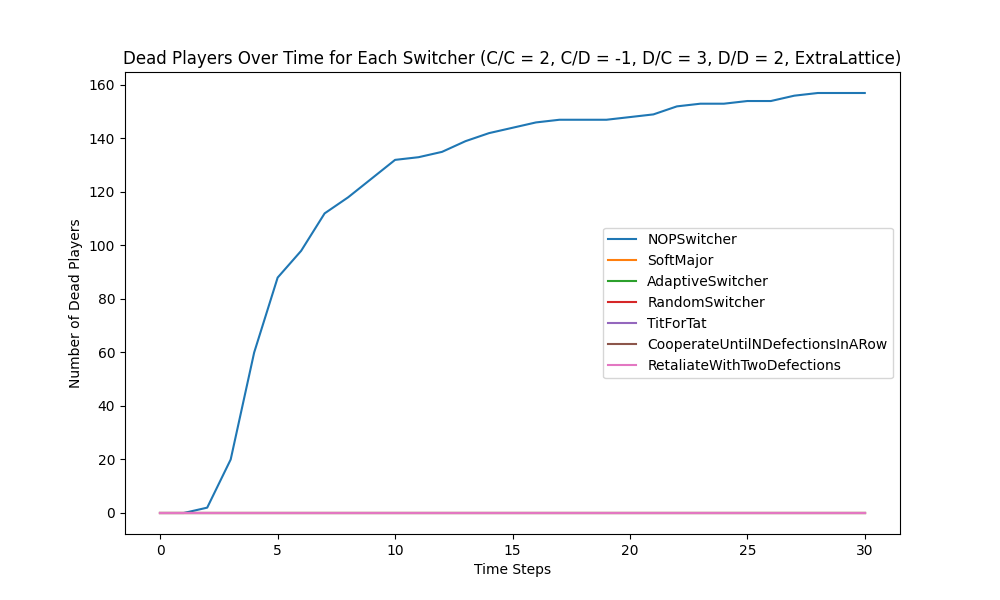 Dead Players Over Time for Each Switcher (C/C = 2, C/D = -1, D/C = 3, D/D = 2, ExtraLattice)
Number of Dead Players
160
140
120
100
80
60
40
20
0
NOPSwitcher
SoftMajor
AdaptiveSwitcher
RandomSwitcher
TitForTat
CooperateUntilNDefectionsInARow
RetaliateWithTwoDefections
0 5 10 15 20 25 30
Time Steps